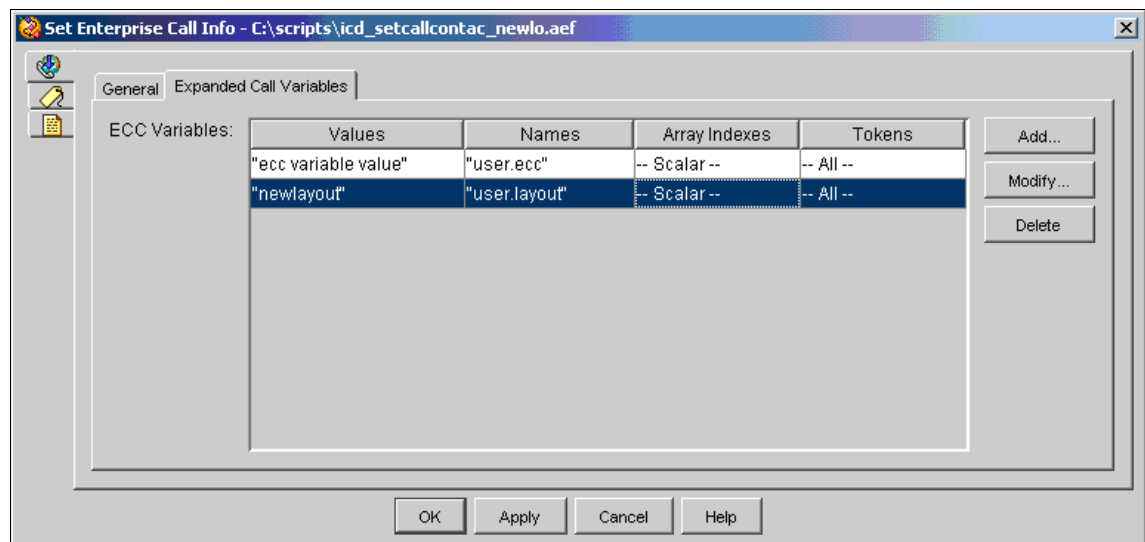 Set Enterprise Call Info - C:\scripts\icd_setcallcontac_newlo.aef
General Expanded Call Variables
ECC Variables: Values Names Array Indexes Tokens Add...
"ecc variable value" "user.ecc" -- Scalar -- -- All --
"newlayout" "user.layout" -- Scalar -- -- All -- Modify...
Delete
OK Apply Cancel Help